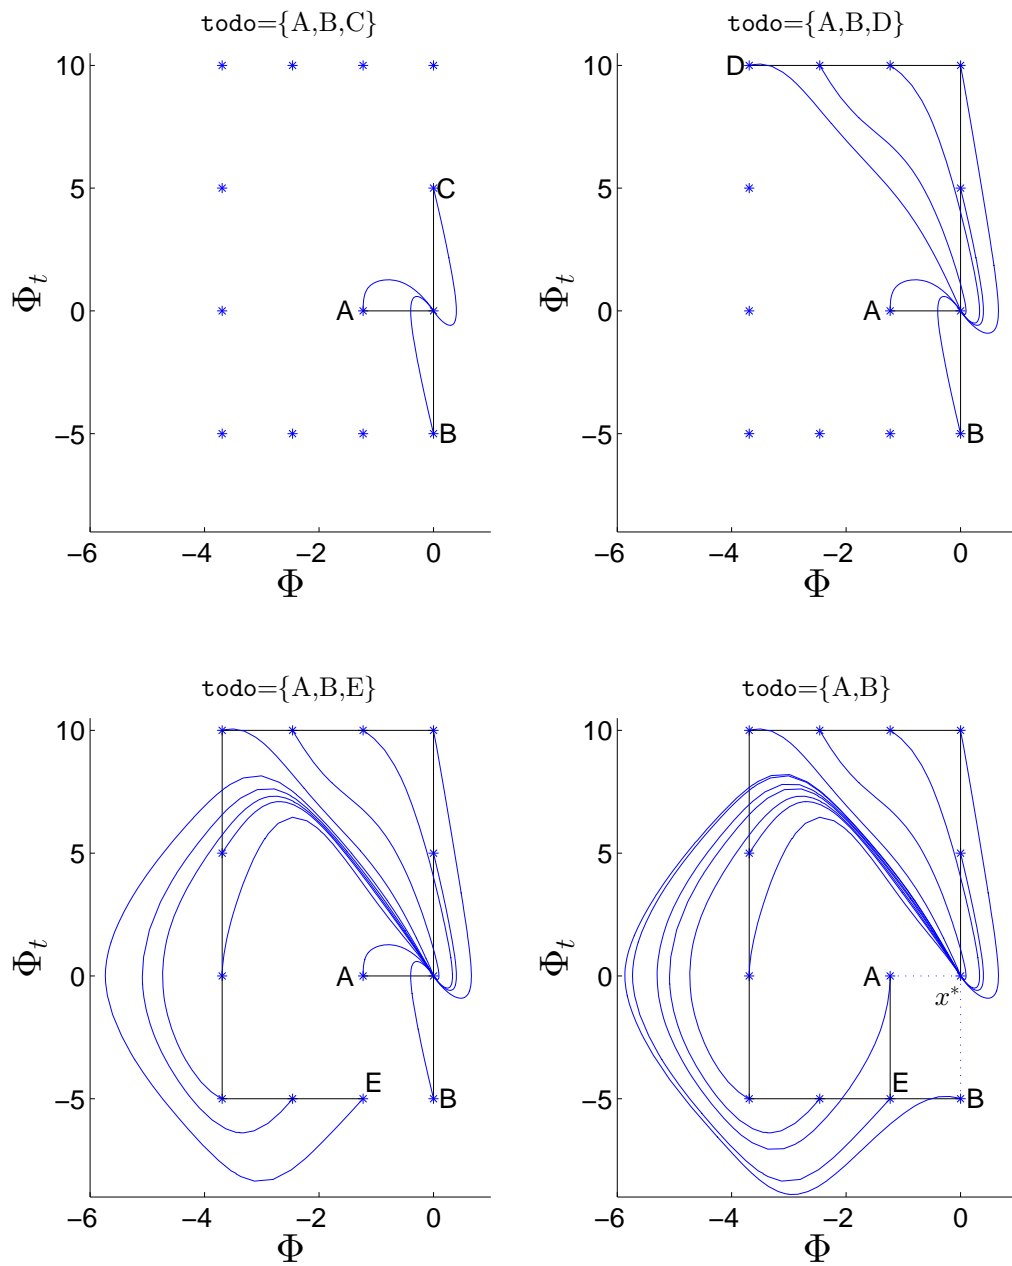 todo={A,B,C}
10
5
0
−5
−6
−4
−2
0
Φ
Φt
A
B
C
todo={A,B,D}
10
5
0
−5
−6
−4
−2
0
Φ
Φt
D
A
B
todo={A,B,E}
10
5
0
−5
−6
−4
−2
0
Φ
Φt
A
E
B
todo={A,B}
10
5
0
−5
−6
−4
−2
0
Φ
Φt
A
x*
E
B